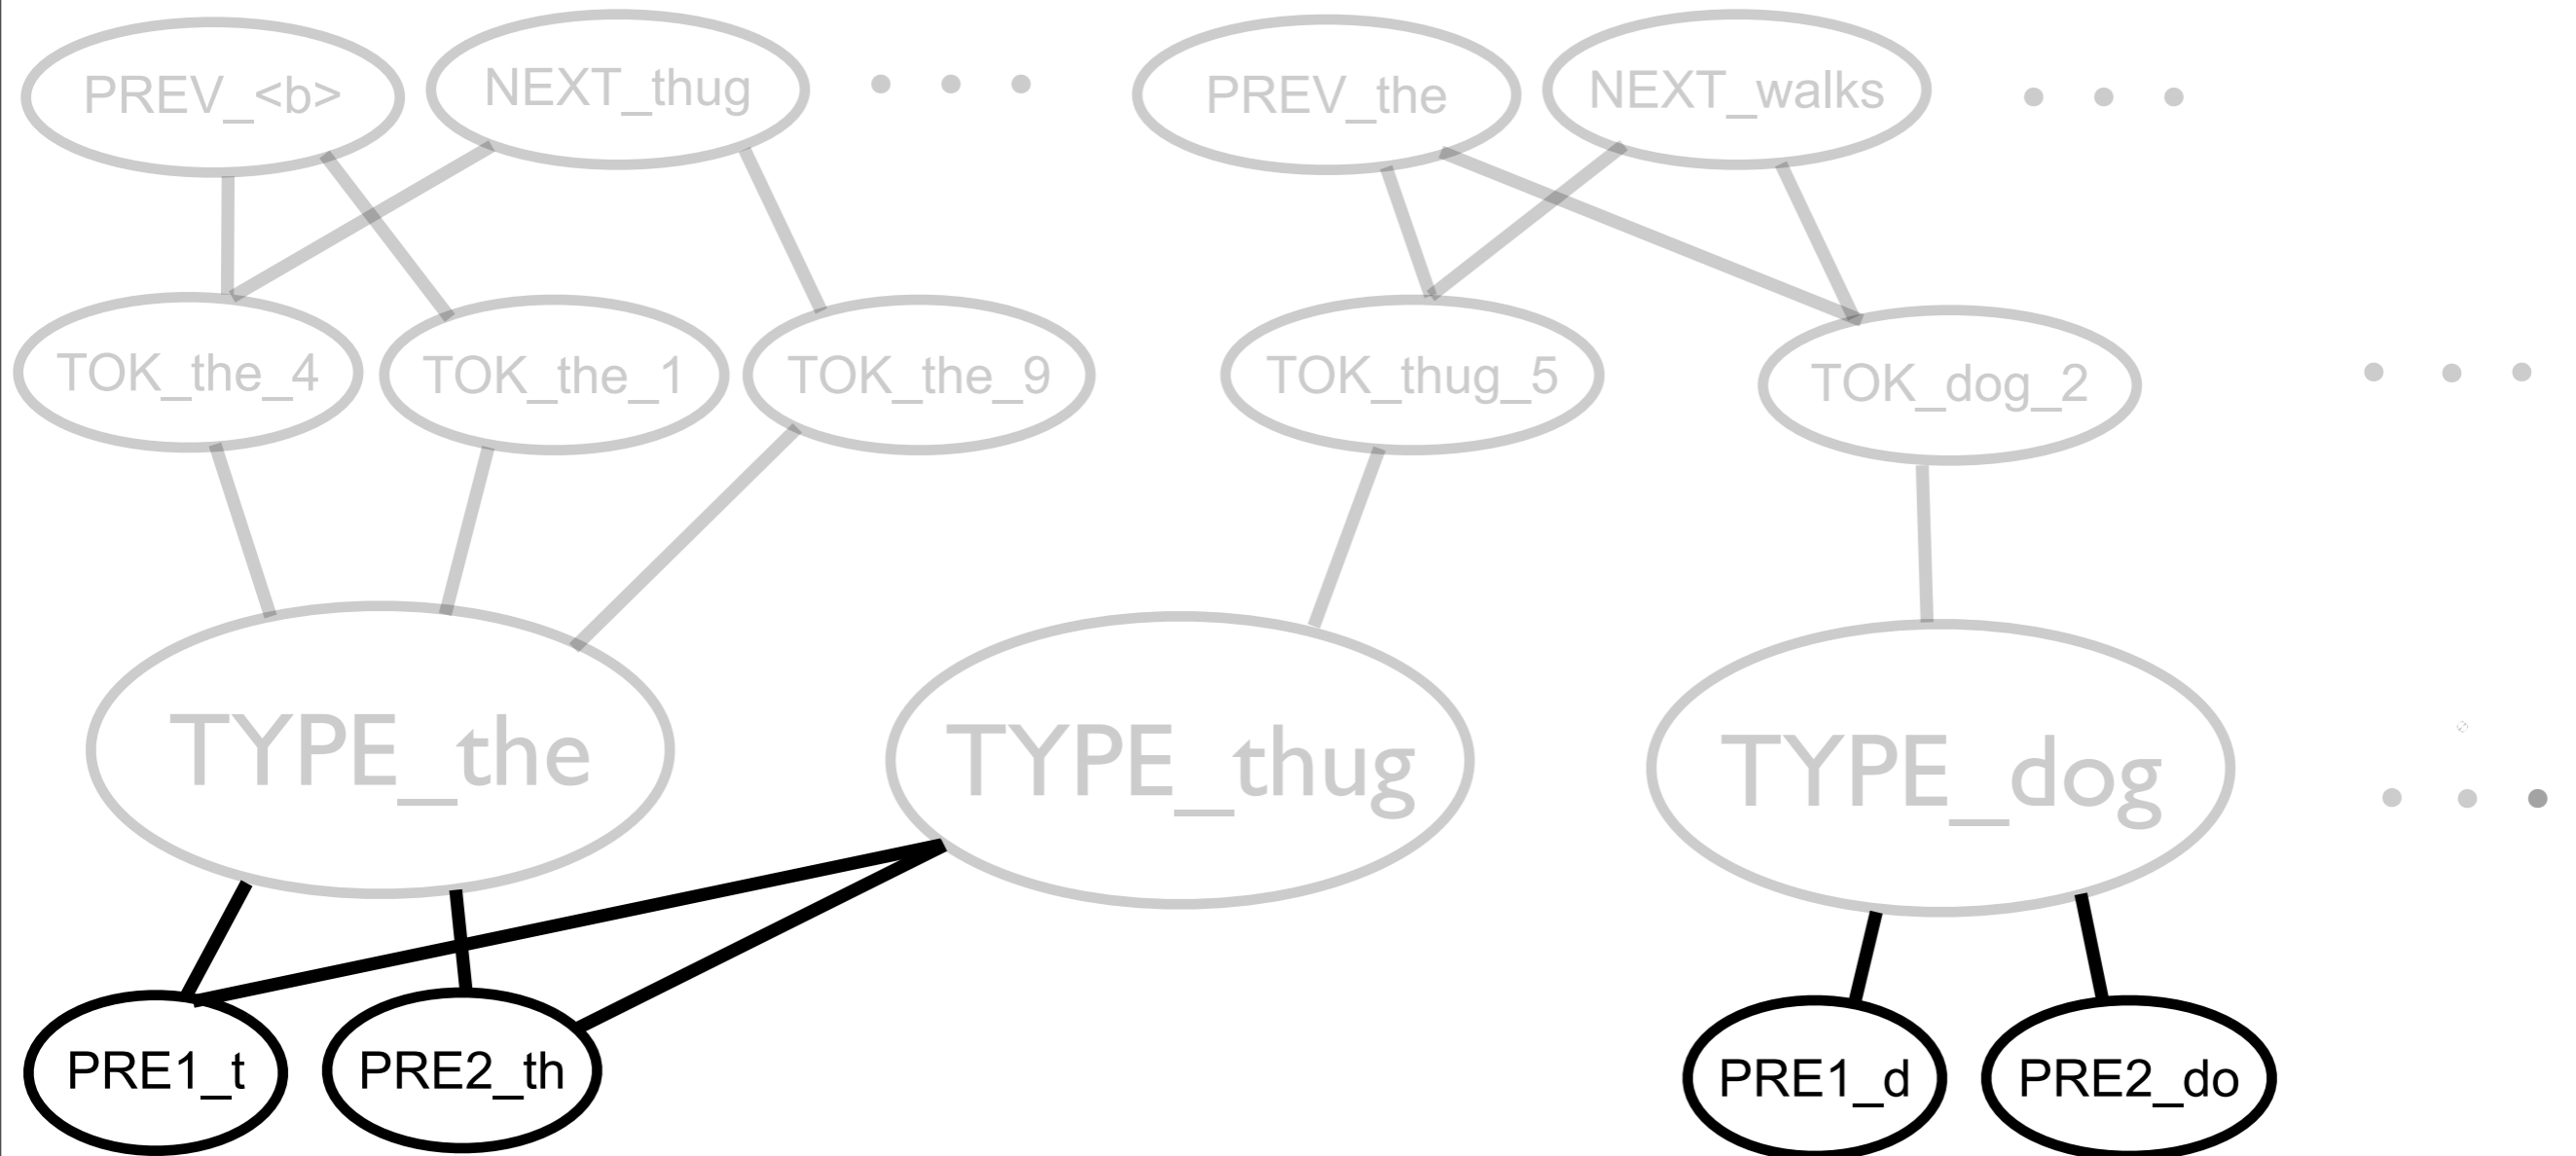 PREV_<b> NEXT_thug PREV_the NEXT_walks
TOK_the_4 TOK_the_1 TOK_the_9 TOK_thug_5 TOK_dog_2
TYPE_the TYPE_thug TYPE_dog
PRE1_t PRE2_th PRE1_d PRE2_do